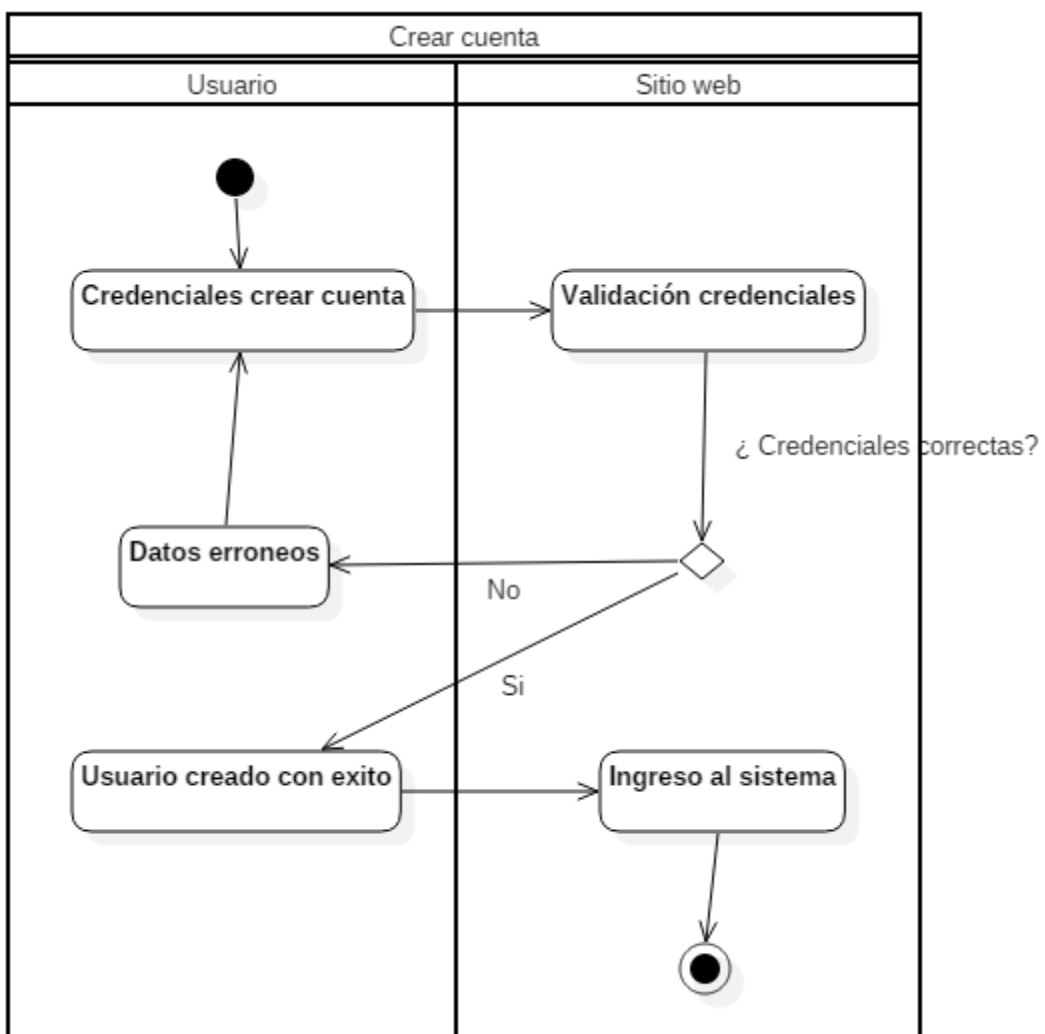 Crear cuenta
Usuario
Sitio web
Credenciales crear cuenta
Validación credenciales
¿ Credenciales correctas?
Datos erroneos
No
Si
Usuario creado con exito
Ingreso al sistema